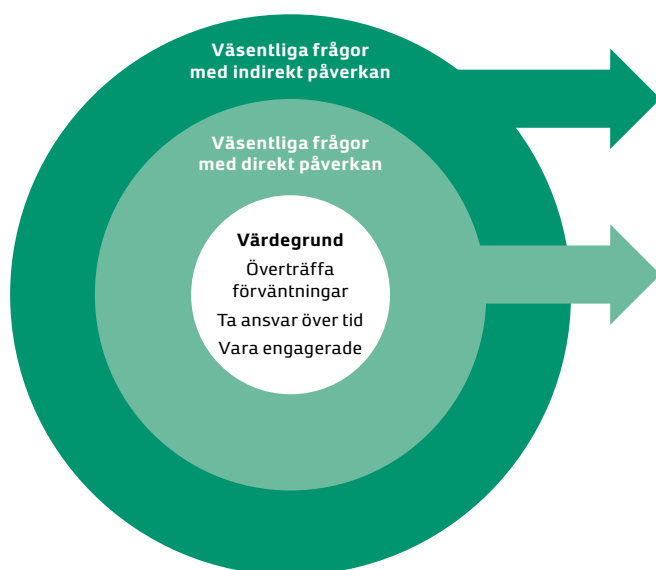 Väsentliga frågor
med indirekt påverkan
Väsentliga frågor
med direkt påverkan
Värdegrund
Överträffa
förväntningar
Ta ansvar över tid
Vara engagerade